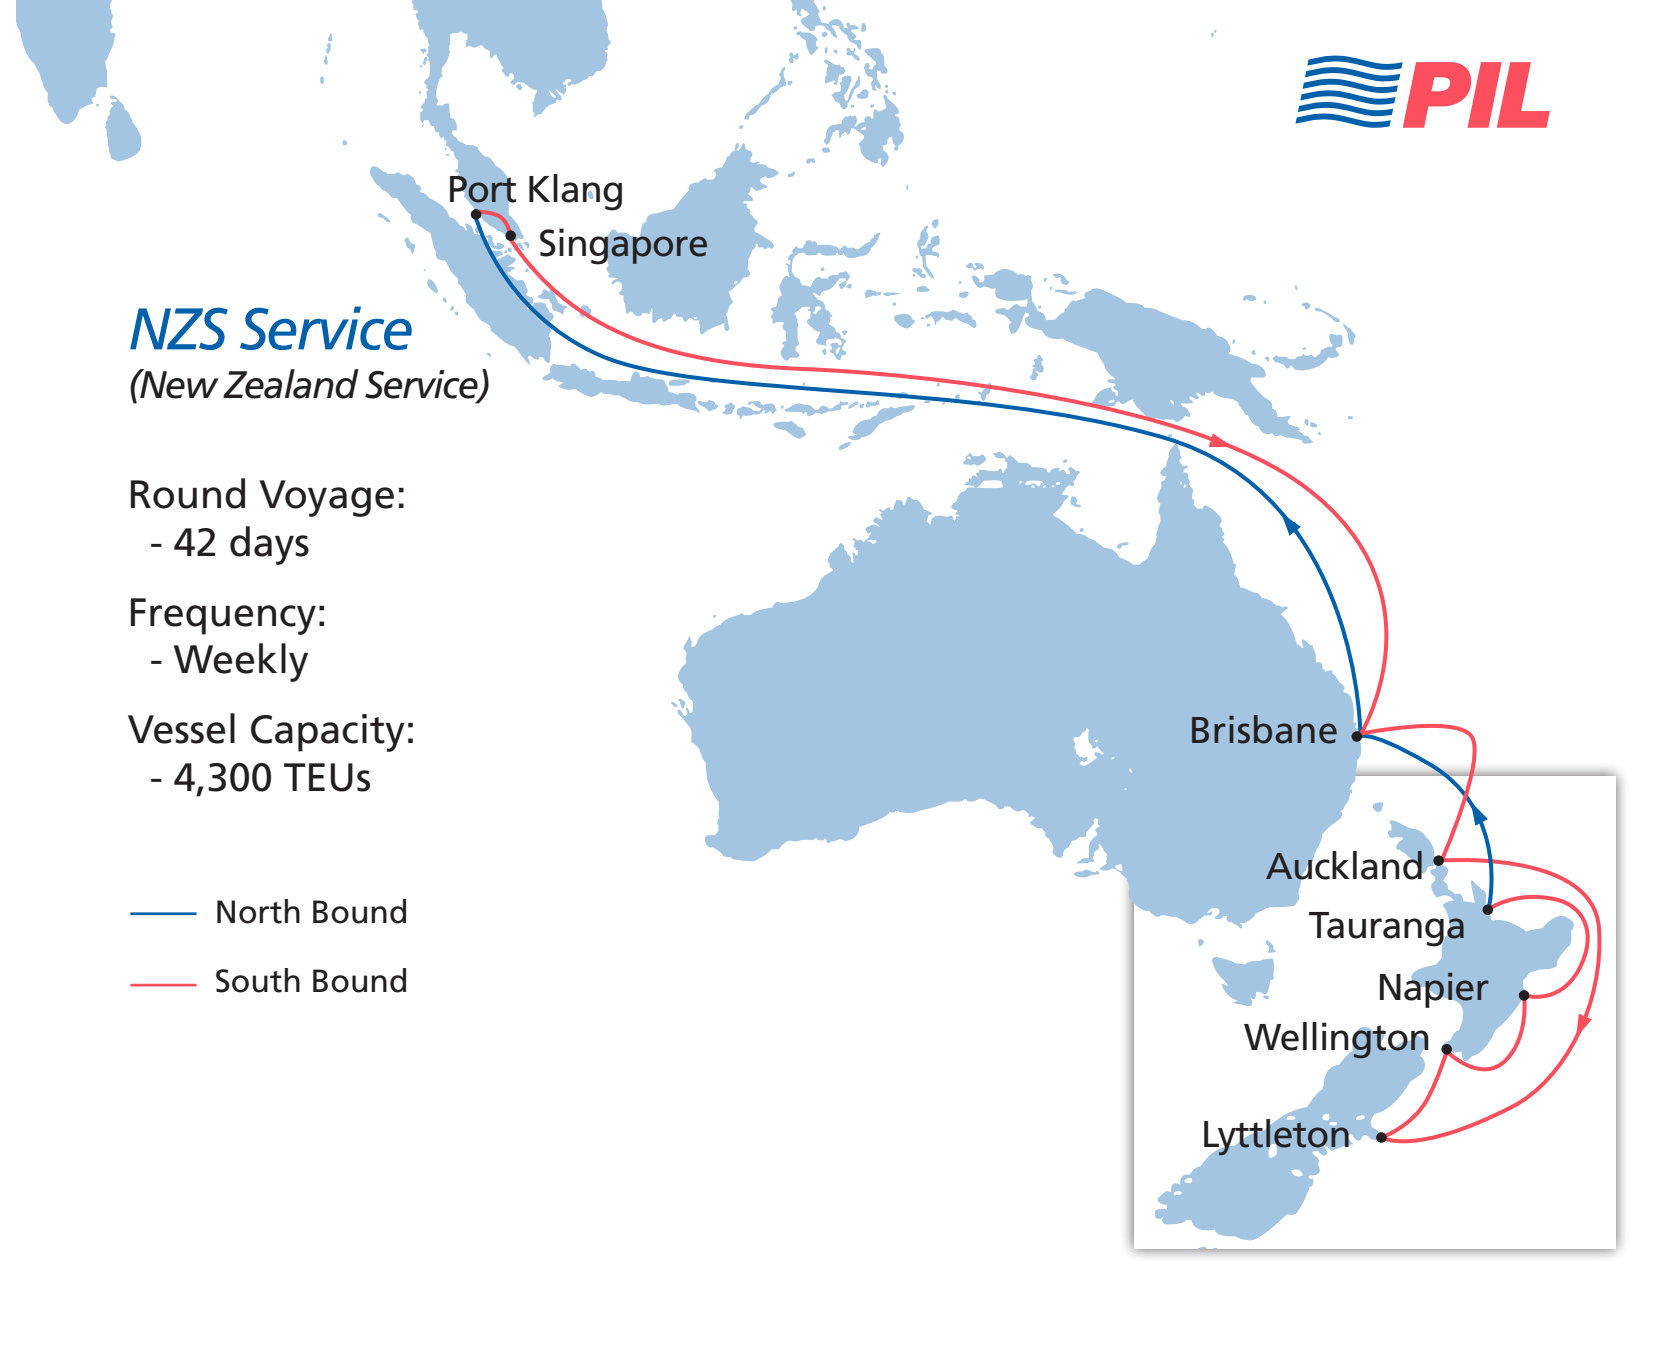 PIL
Port Klang
Singapore
NZS Service
(New Zealand Service)
Round Voyage:
- 42 days
Frequency:
- Weekly
Vessel Capacity:
- 4,300 TEUs
North Bound
South Bound
Brisbane
Auckland
Tauranga
Napier
Wellington
Lyttleton